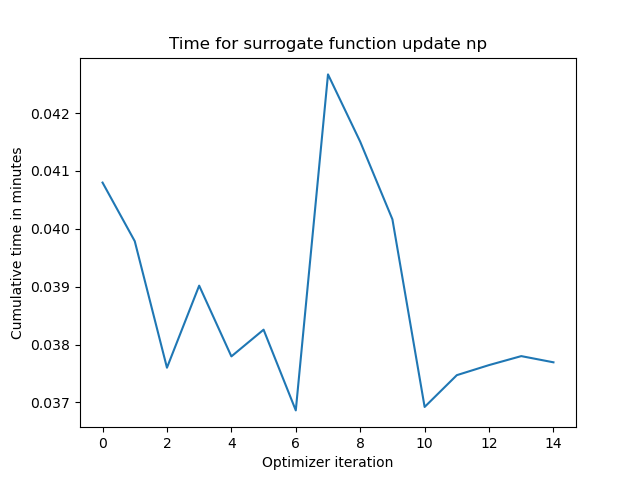 Time for surrogate function update np
Cumulative time in minutes
0.042
0.041
0.040
0.039
0.038
0.037
0 2 4 6 8 10 12 14
Optimizer iteration